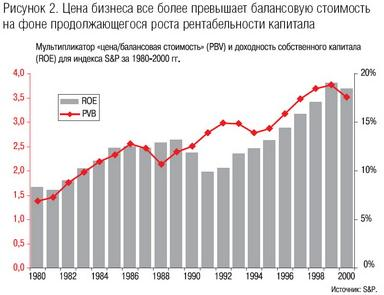 Рисунок 2. Цена бизнеса все более превышает балансовую стоимость
на фоне продолжающегося роста рентабельности капитала
Мультипликатор «цена/балансовая стоимость» (PBV) и доходность собственного капитала
(ROE) для индекса S&P за 1980-2000 гг.
4,0 20%
3,5
ROE
PVB
3,0 15%
2,5
2,0 10%
1,5
1,0 5%
0,5
0,0 0%
1980 1982 1984 1986 1988 1990 1992 1994 1996 1998 2000
Источник: S&P.